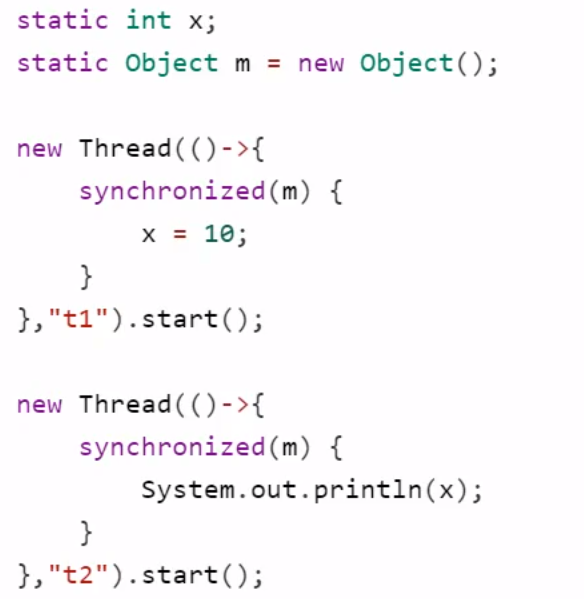 static int x;
static Object m = new Object();
new Thread(()->{
    synchronized(m) {
        x = 10;
    }
},"t1").start();
new Thread(()->{
    synchronized(m) {
        System.out.println(x);
    }
},"t2").start();